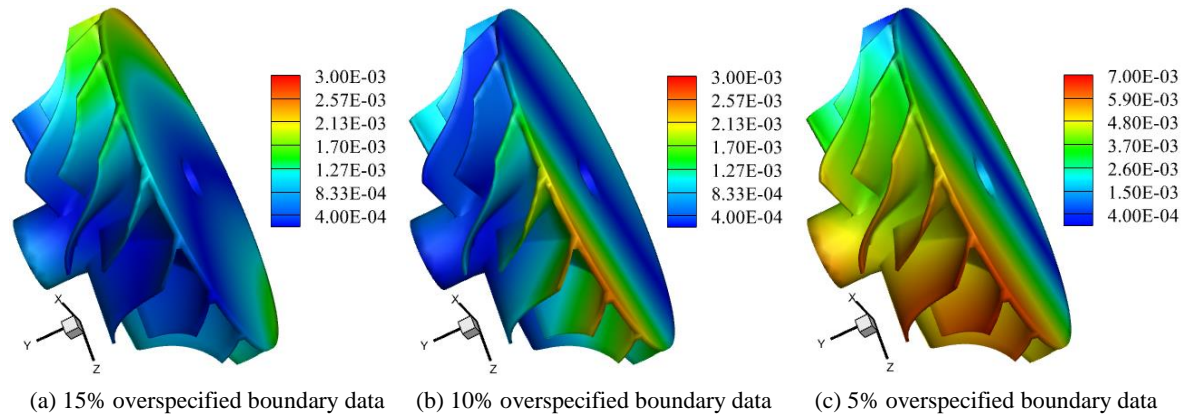 3.00E-03
2.57E-03
2.13E-03
1.70E-03
1.27E-03
8.33E-04
4.00E-04
X
Y
Z
3.00E-03
2.57E-03
2.13E-03
1.70E-03
1.27E-03
8.33E-04
4.00E-04
X
Y
Z
7.00E-03
5.90E-03
4.80E-03
3.70E-03
2.60E-03
1.50E-03
4.00E-04
X
Y
Z
(a) 15% overspecified boundary data
(b) 10% overspecified boundary data
(c) 5% overspecified boundary data